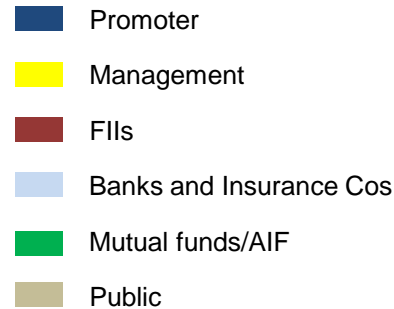 Promoter
Management
FIIs
Banks and Insurance Cos
Mutual funds/AIF
Public